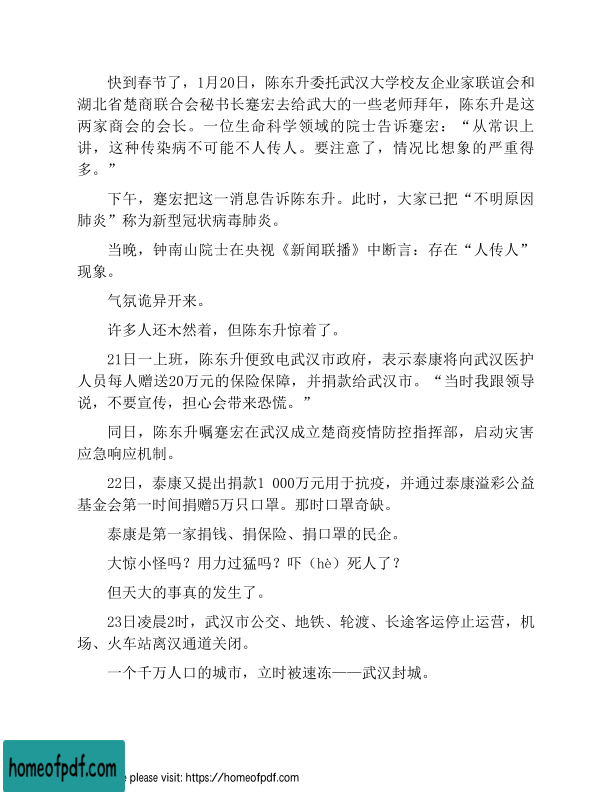 快到春节了，1月20日，陈东升委托武汉大学校友企业家联谊会和
湖北省楚商联合会秘书长蹇宏去给武大的一些老师拜年，陈东升是这
两家商会的会长。一位生命科学领域的院士告诉蹇宏：“从常识上
讲，这种传染病不可能不人传人。要注意了，情况比想象的严重得
多。”
下午，蹇宏把这一消息告诉陈东升。此时，大家已把“不明原因
肺炎”称为新型冠状病毒肺炎。
当晚，钟南山院士在央视《新闻联播》中断言：存在“人传人”
现象。
气氛诡异开来。
许多人还木然着，但陈东升惊着了。
21日一上班，陈东升便致电武汉市政府，表示泰康将向武汉医护
人员每人赠送20万元的保险保障，并捐款给武汉市。“当时我跟领导
说，不要宣传，担心会带来恐慌。”
同日，陈东升嘱蹇宏在武汉成立楚商疫情防控指挥部，启动灾害
应急响应机制。
22日，泰康又提出捐款1 000万元用于抗疫，并通过泰康溢彩公益
基金会第一时间捐赠5万只口罩。那时口罩奇缺。
泰康是第一家捐钱、捐保险、捐口罩的民企。
大惊小怪吗？用力过猛吗？吓（hè）死人了？
但天大的事真的发生了。
23日凌晨2时，武汉市公交、地铁、轮渡、长途客运停止运营，机
场、火车站离汉通道关闭。
一个千万人口的城市，立时被速冻——武汉封城。
homeofpdf.com
e please visit: https://homeofpdf.com